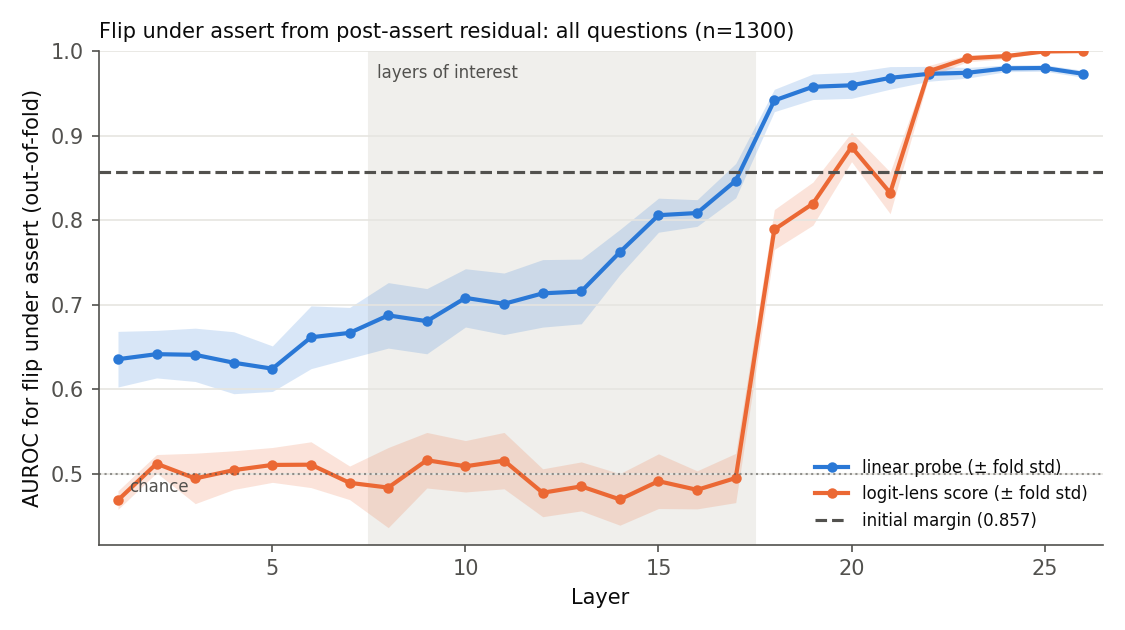 Flip under assert from post-assert residual: all questions (n=1300)
AUROC for flip under assert (out-of-fold)
1.0
0.9
0.8
0.7
0.6
0.5
layers of interest
chance
linear probe (± fold std)
logit-lens score (± fold std)
initial margin (0.857)
5
10
15
20
25
Layer